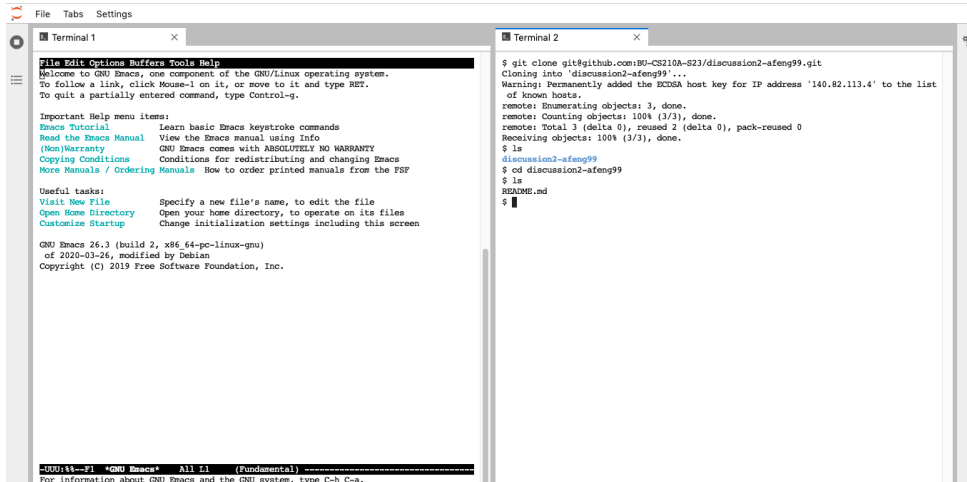 File Tabs Settings
Terminal 1
File Edit Options Buffers Tools Help
Welcome to GNU Emacs, one component of the GNU/Linux operating system.
To follow a link, click Mouse-1 on it, or move to it and type RET.
To quit a partially entered command, type Control-g.
Important Help menu items:
Emacs Tutorial Learn basic Emacs keystroke commands
Read the Emacs Manual View the Emacs manual using Info
(Non)Warranty GNU Emacs comes with ABSOLUTELY NO WARRANTY
Copying Conditions Conditions for redistributing and changing Emacs
More Manuals / Ordering Manuals How to order printed manuals from the FSF
Useful tasks:
Visit New File Specify a new file's name, to edit the file
Open Home Directory Open your home directory, to operate on its files
Customize Startup Change initialization settings including this screen
GNU Emacs 26.3 (build 2, x86_64-pc-linux-gnu)
of 2020-03-26, modified by Debian
Copyright (C) 2019 Free Software Foundation, Inc.
-UUU:%%--F1 *GNU Emacs* All L1 (Fundamental) ----------------------------------
For information about GNU Emacs and the GNU system, type C-h C-a.
Terminal 2
$ git clone git@github.com:BU-CS210A-S23/discussion2-afeng99.git
Cloning into 'discussion2-afeng99'...
Warning: Permanently added the ECDSA host key for IP address '140.82.113.4' to the list
of known hosts.
remote: Enumerating objects: 3, done.
remote: Counting objects: 100% (3/3), done.
remote: Total 3 (delta 0), reused 2 (delta 0), pack-reused 0
Receiving objects: 100% (3/3), done.
$ ls
discussion2-afeng99
$ cd discussion2-afeng99
$ ls
README.md
$